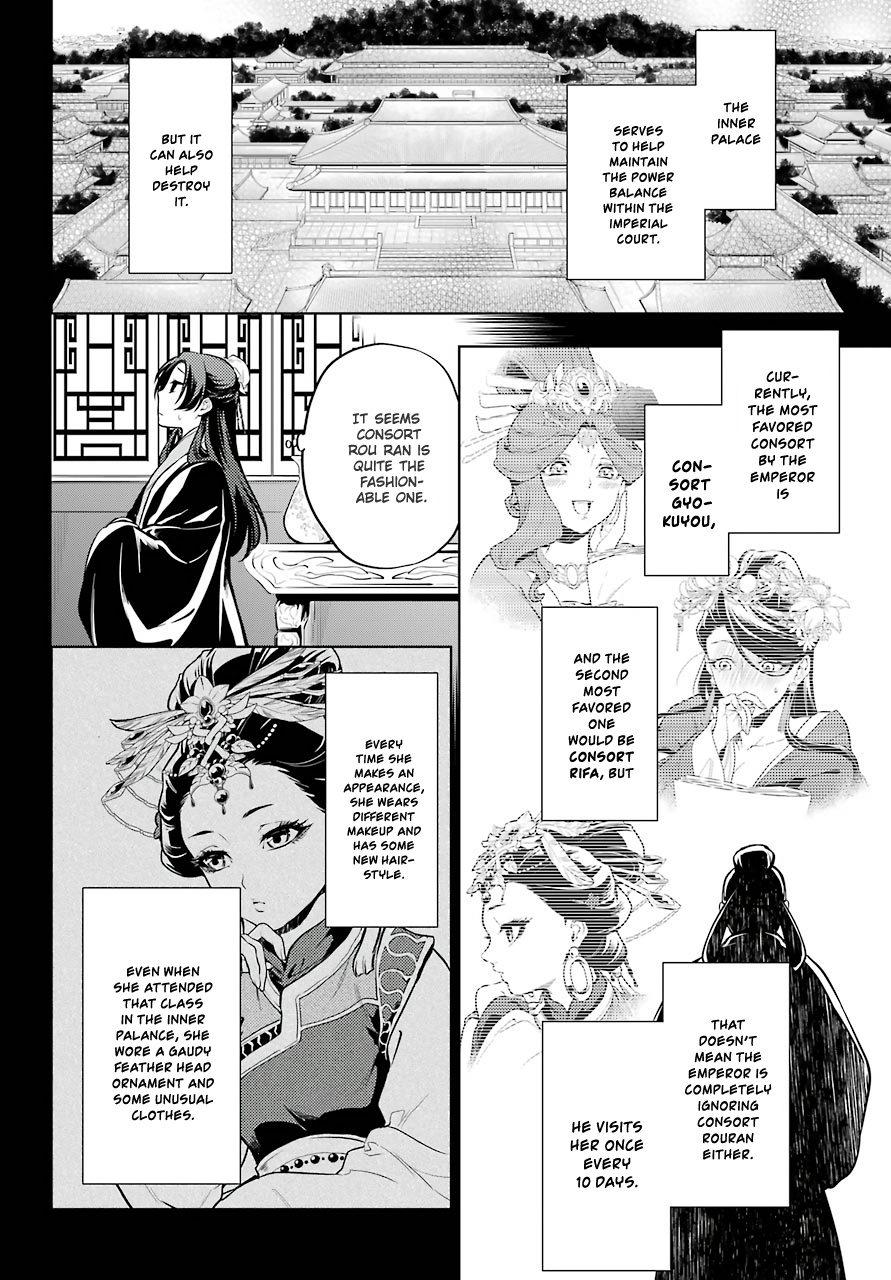 THE
INNER
PALACE
SERVES
TO HELP
MAINTAIN
THE POWER
BALANCE
WITHIN THE
IMPERIAL
COURT.
BUT IT
CAN ALSO
HELP
DESTROY
IT.
CUR-
RENTLY,
THE MOST
FAVORED
CONSORT
BY THE
EMPEROR
IS
CON-
SORT
GYO-
KUYOU,
AND THE
SECOND
MOST
FAVORED
ONE
WOULD BE
CONSORT
RIFA, BUT
THAT
DOESN'T
MEAN THE
EMPEROR IS
COMPLETELY
IGNORING
CONSORT
ROURAN
EITHER.
HE VISITS
HER ONCE
EVERY
10 DAYS.
IT SEEMS
CONSORT
ROU RAN IS
QUITE THE
FASHION-
ABLE ONE.
EVERY
TIME SHE
MAKES AN
APPEARANCE,
SHE WEARS
DIFFERENT
MAKEUP AND
HAS SOME
NEW HAIR-
STYLE.
EVEN WHEN
SHE ATTENDED
THAT CLASS
IN THE INNER
PALANCE, SHE
WORE A GAUDY
FEATHER HEAD
ORNAMENT AND
SOME UNUSUAL
CLOTHES.